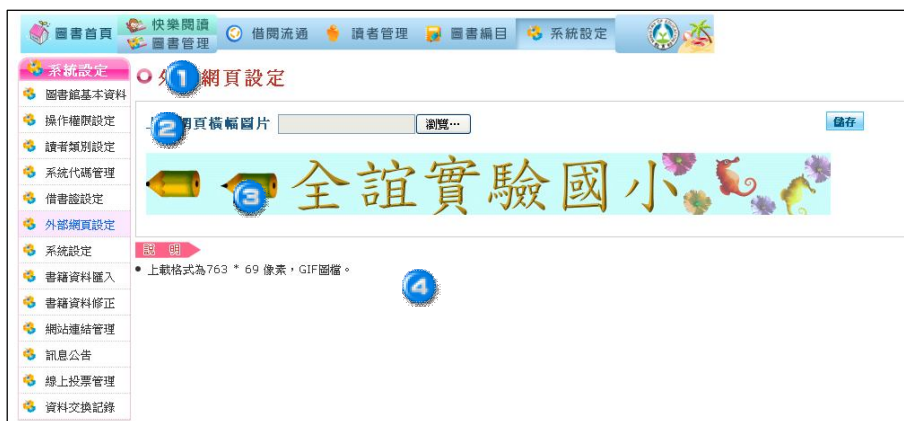 圖書首頁
快樂閱讀
圖書管理
借閱流通
讀者管理
圖書編目
系統設定
系統設定
圖書館基本資料
操作權限設定
讀者類別設定
系統代碼管理
借書證設定
外部網頁設定
系統設定
書籍資料匯入
書籍資料修正
網站連結管理
訊息公告
線上投票管理
資料交換記錄
網頁設定
1
網頁橫幅圖片
瀏覽…
儲存
2
全誼實驗國小
3
說 明
上載格式為763 * 69 像素，GIF圖檔。
4